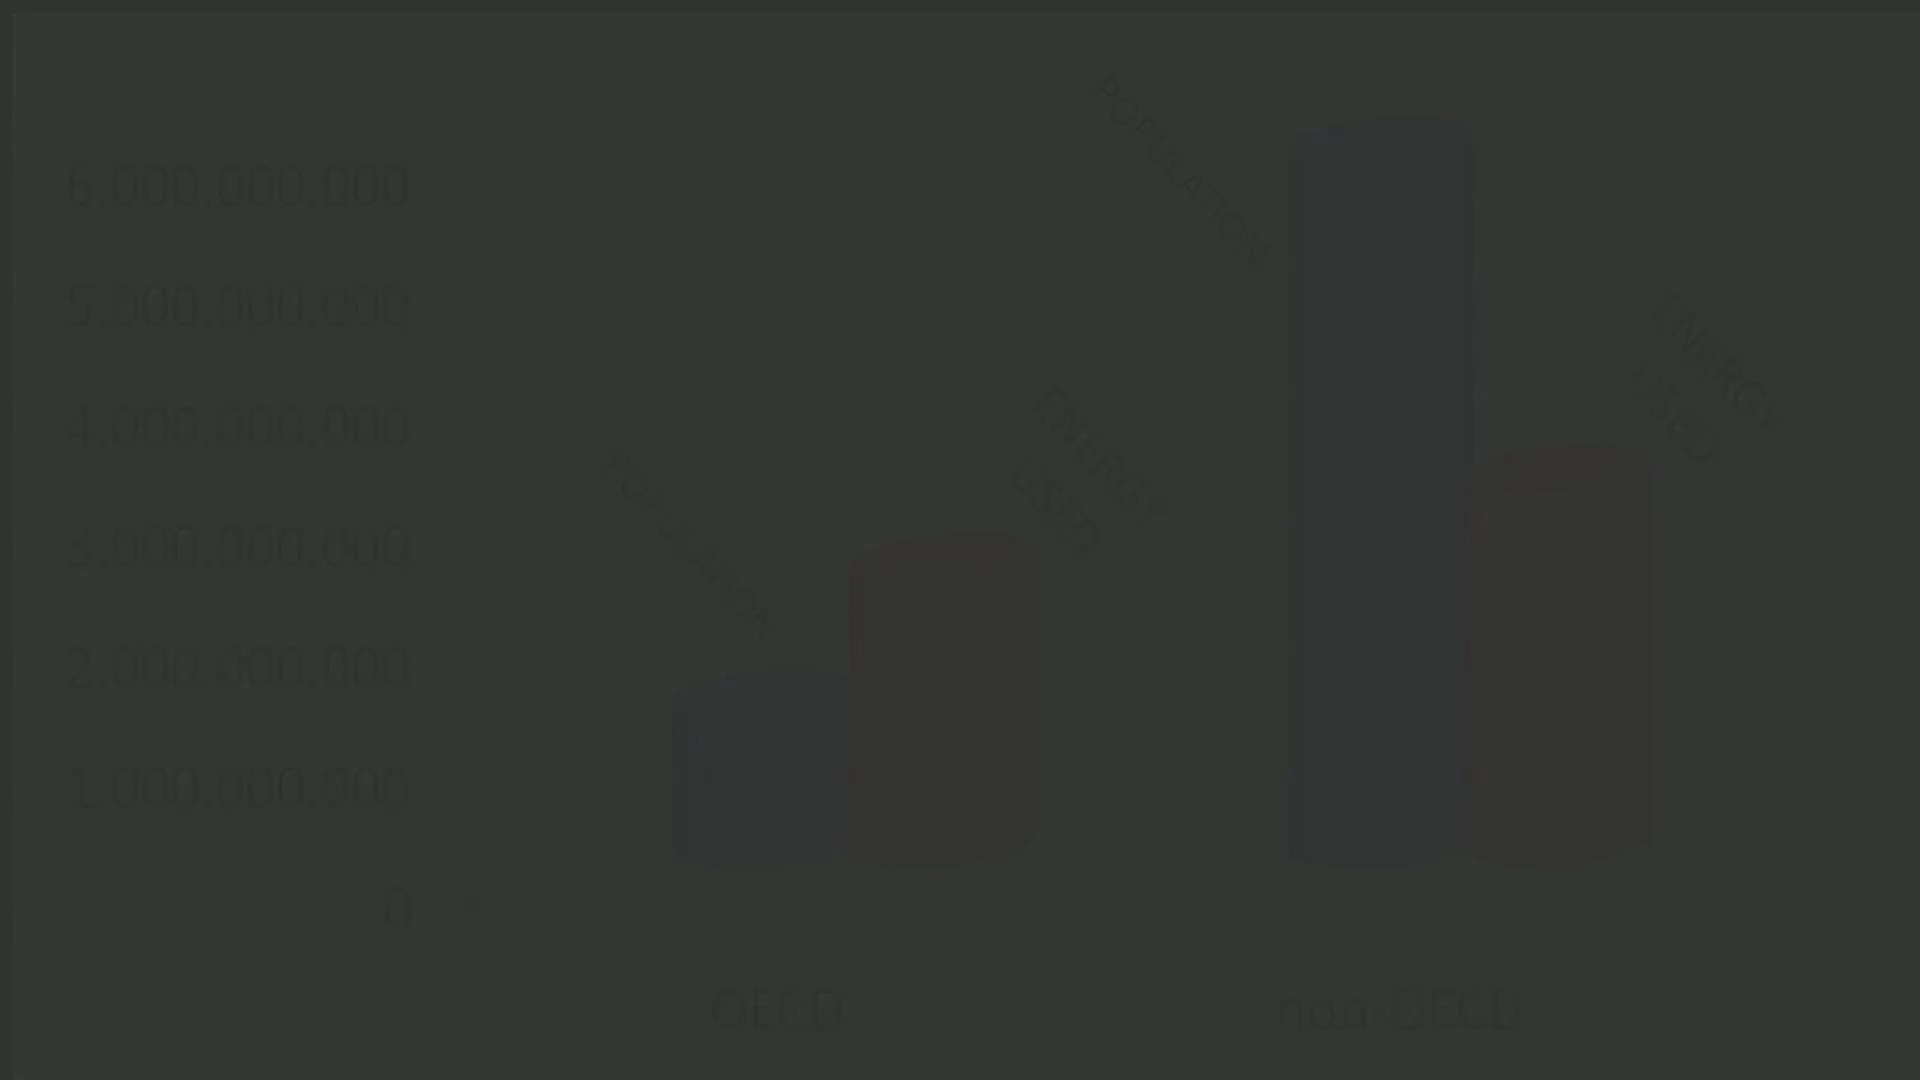 POPULATION
6.000.000.000
5.000.000.000
ENERGY
USED
4.000.000.000
ENERGY
USED
POPULATION
3.000.000.000
2.000.000.000
1.000.000.000
0
OECD
non-OECD